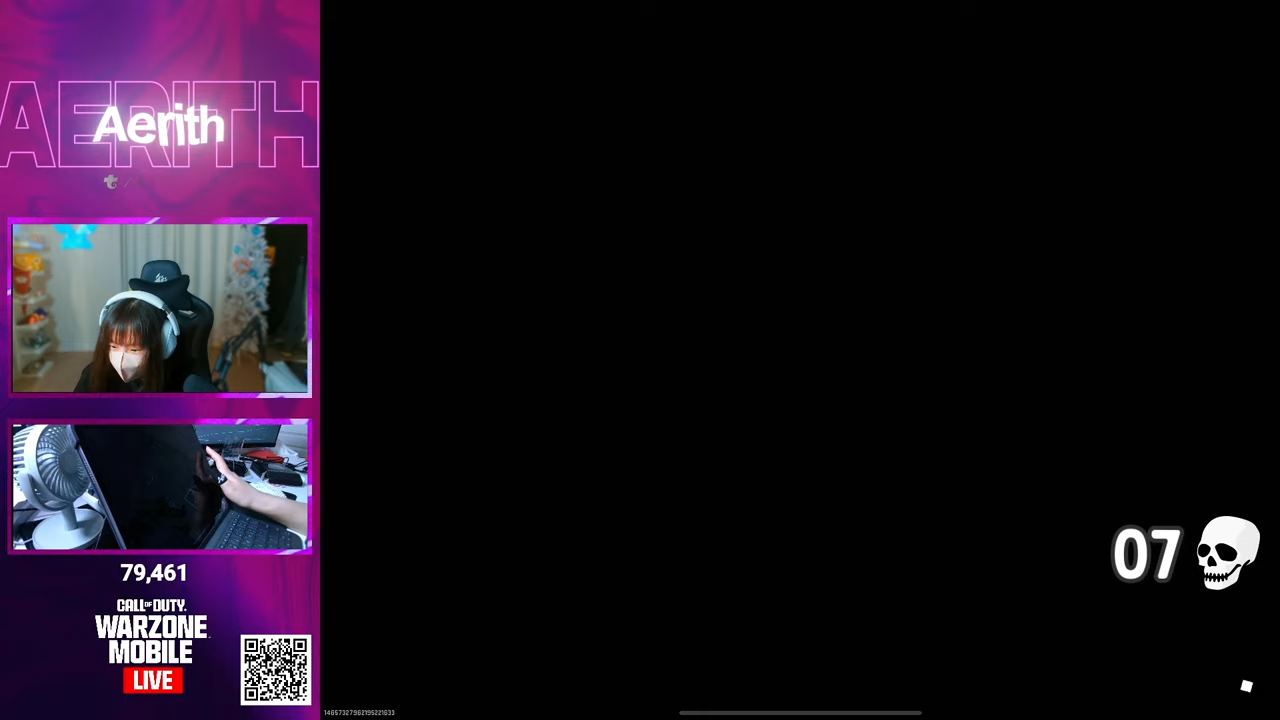 AERITH
Aerith
79,461
CALL OF DUTY.
WARZONE
MOBILE
LIVE
07